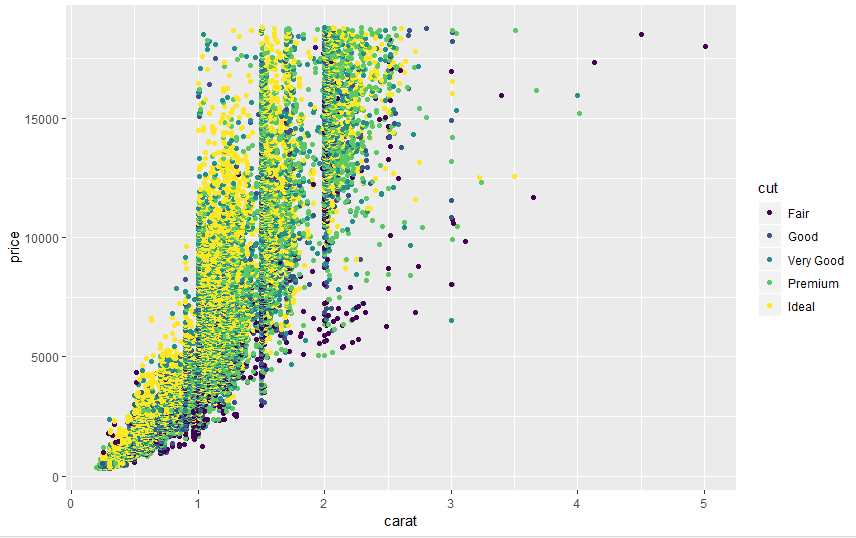 15000
10000
5000
0
price
0 1 2 3 4 5
carat
cut
Fair
Good
Very Good
Premium
Ideal